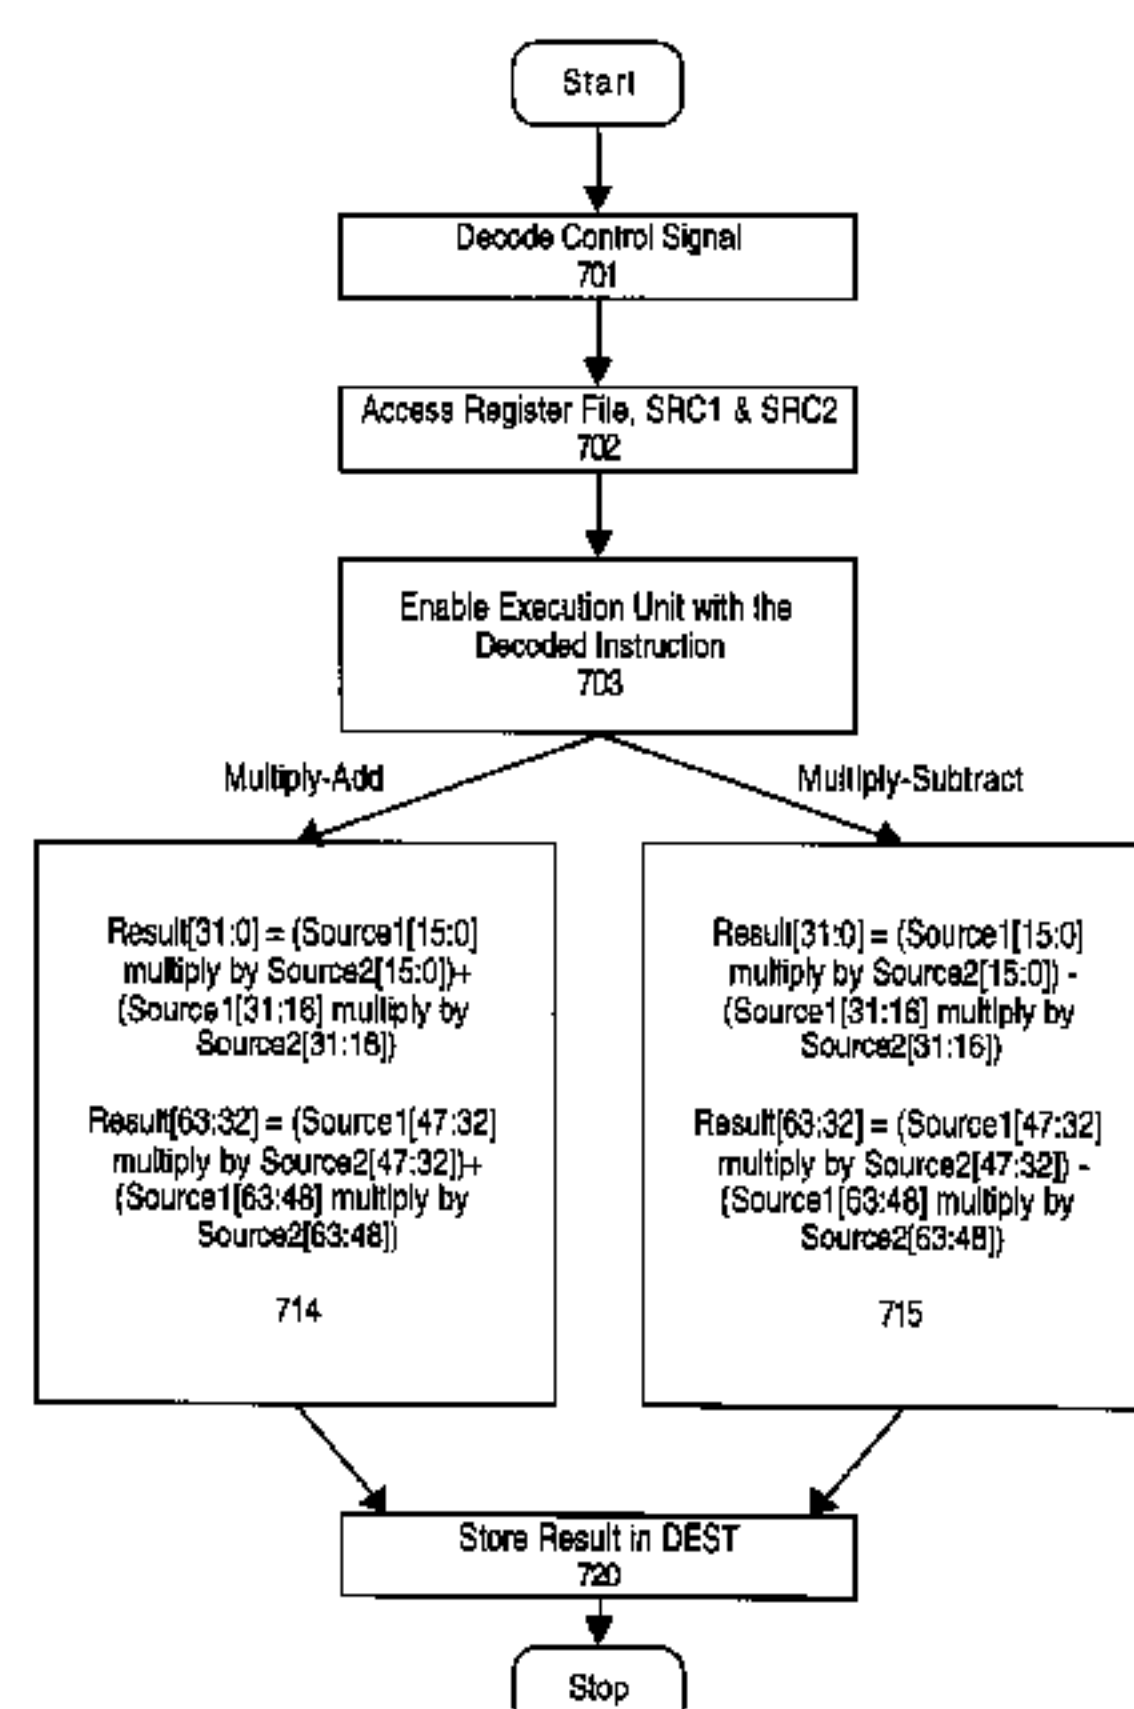 Start
Decode Control Signal
701
Access Register File, SRC1 & SRC2
702
Enable Execution Unit with the
Decoded Instruction
703
Multiply-Add
Multiply-Subtract
Result[31:0] = (Source1[15:0]
multiply by Source2[15:0])+
(Source1[31:16] multiply by
Source2[31:16])
Result[63:32] = (Source1[47:32]
multiply by Source2[47:32])+
(Source1[63:48] multiply by
Source2[63:48])
714
Result[31:0] = (Source1[15:0]
multiply by Source2[15:0]) -
(Source1[31:16] multiply by
Source2[31:16])
Result[63:32] = (Source1[47:32]
multiply by Source2[47:32]) -
(Source1[63:48] multiply by
Source2[63:48])
715
Store Result in DEST
720
Stop